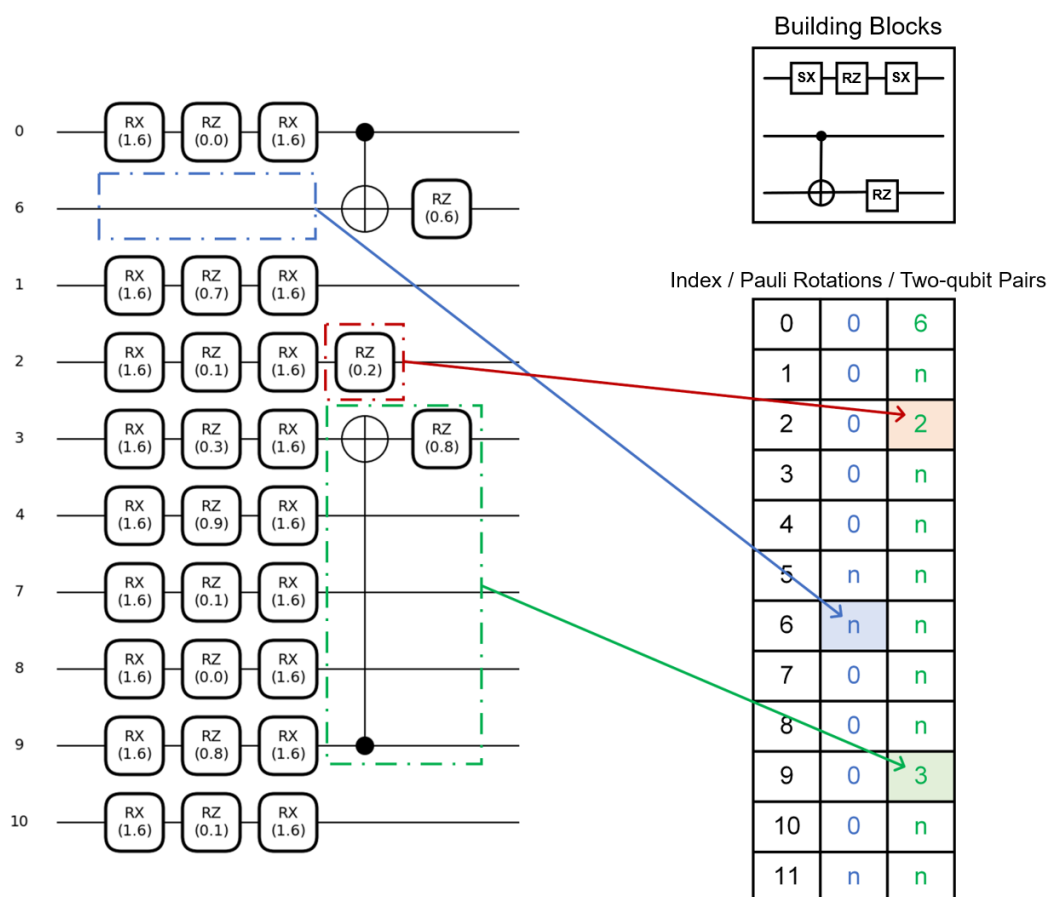 Building Blocks
SX RZ SX
RZ
0 RX (1.6) RZ (0.0) RX (1.6)
6 RZ (0.6)
1 RX (1.6) RZ (0.7) RX (1.6)
2 RX (1.6) RZ (0.1) RX (1.6) RZ (0.2)
3 RX (1.6) RZ (0.3) RX (1.6) RZ (0.8)
4 RX (1.6) RZ (0.9) RX (1.6)
7 RX (1.6) RZ (0.1) RX (1.6)
8 RX (1.6) RZ (0.0) RX (1.6)
9 RX (1.6) RZ (0.8) RX (1.6)
10 RX (1.6) RZ (0.1) RX (1.6)
Index / Pauli Rotations / Two-qubit Pairs
0 0 6
1 0 n
2 0 2
3 0 n
4 0 n
5 n n
6 n n
7 0 n
8 0 n
9 0 3
10 0 n
11 n n